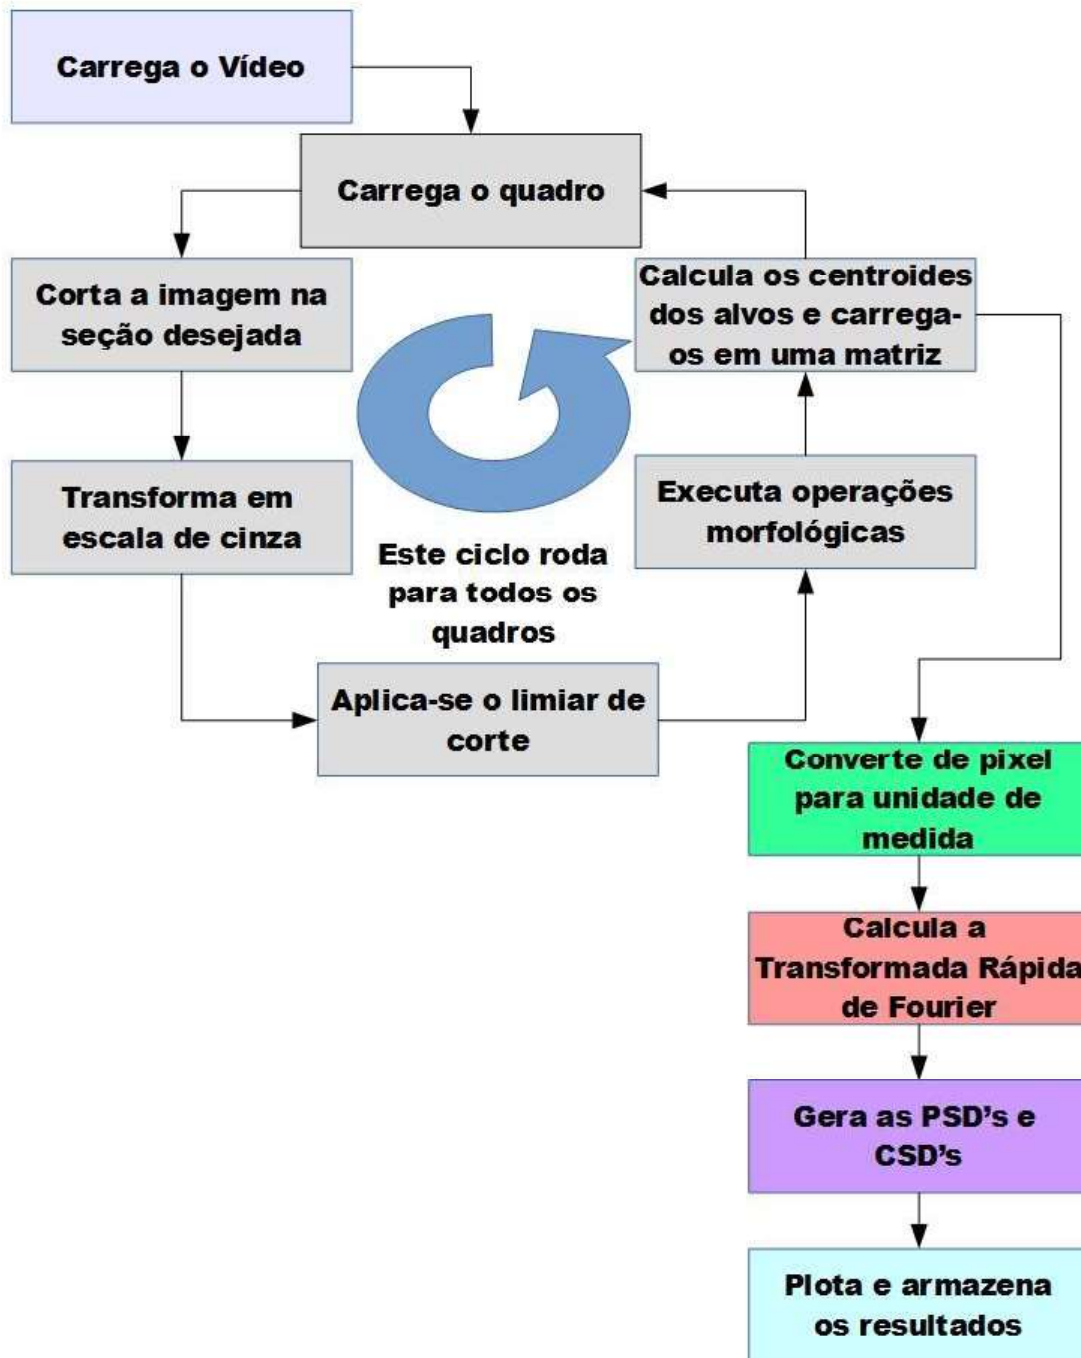 Carrega o Vídeo
Carrega o quadro
Corta a imagem na
seção desejada
Transforma em
escala de cinza
Aplica-se o limiar de
corte
Executa operações
morfológicas
Calcula os centroides
dos alvos e carrega-
os em uma matriz
Este ciclo roda
para todos os
quadros
Converte de pixel
para unidade de
medida
Calcula a
Transformada Rápida
de Fourier
Gera as PSD’s e
CSD’s
Plota e armazena
os resultados